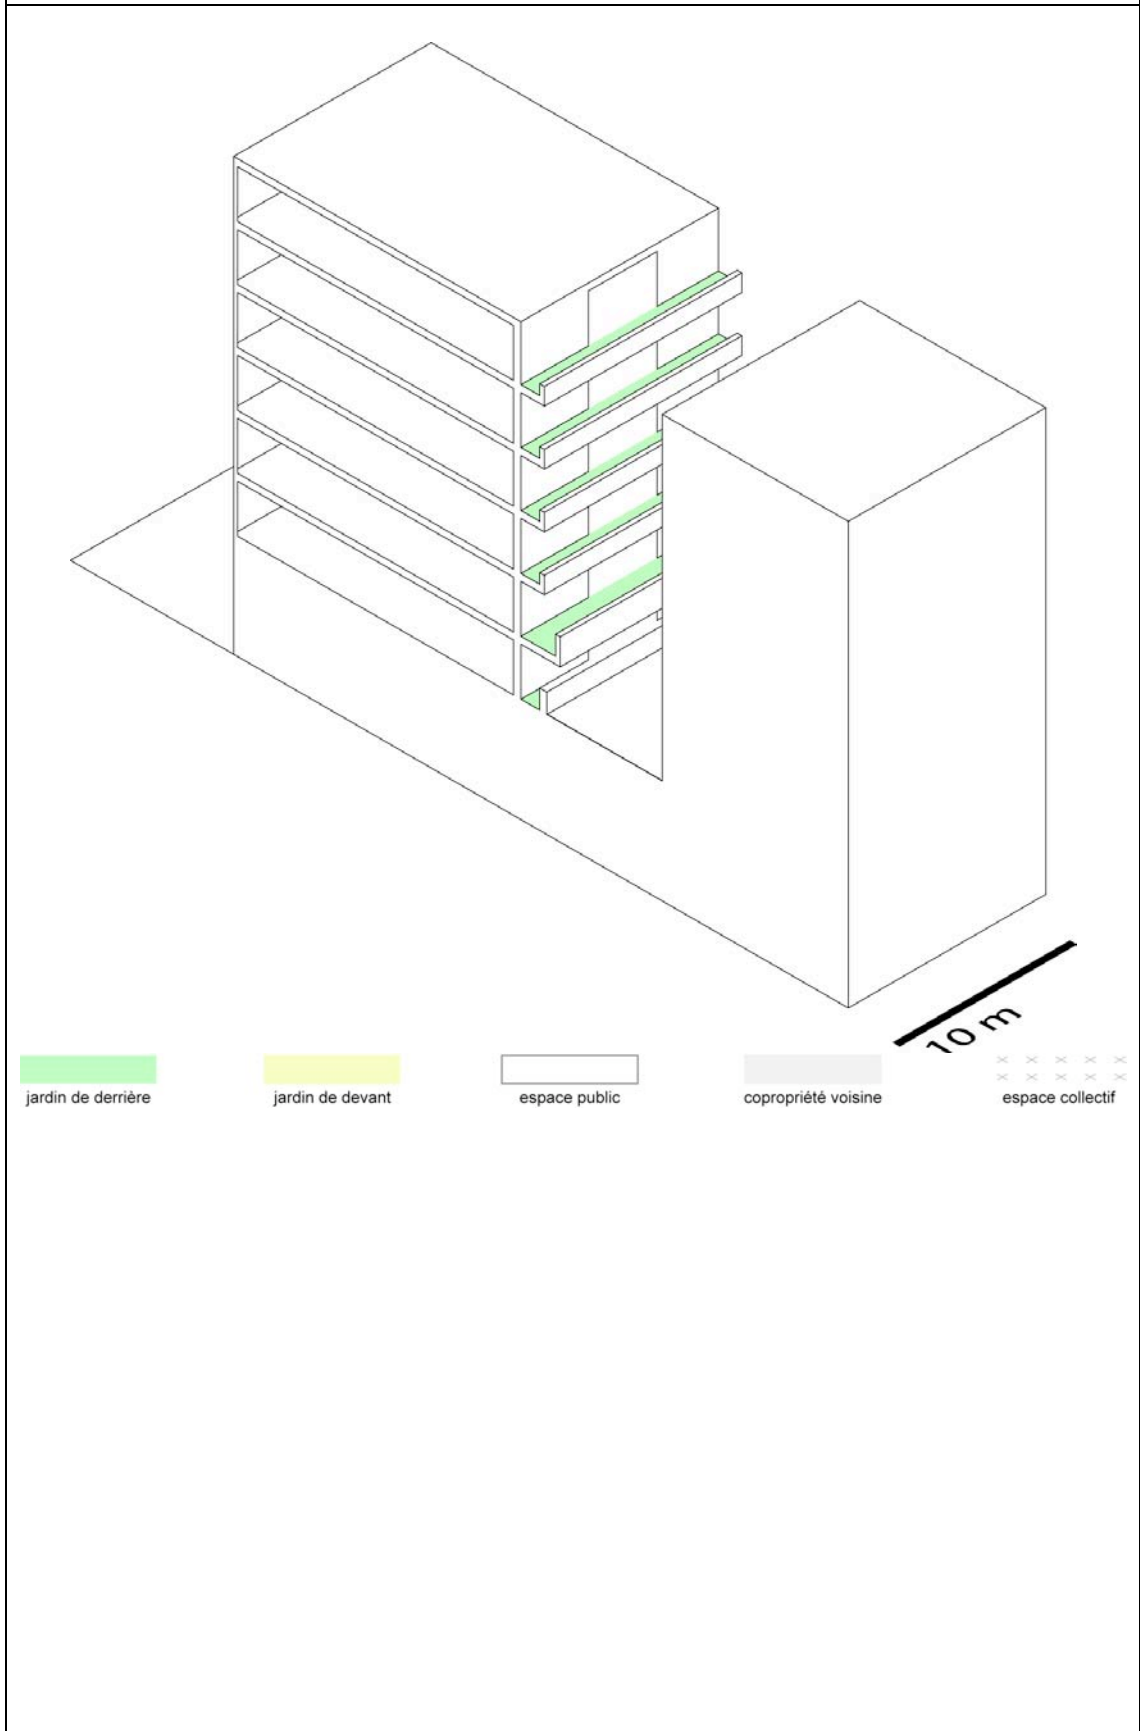 10 m
jardin de derrière
jardin de devant
espace public
copropriété voisine
espace collectif